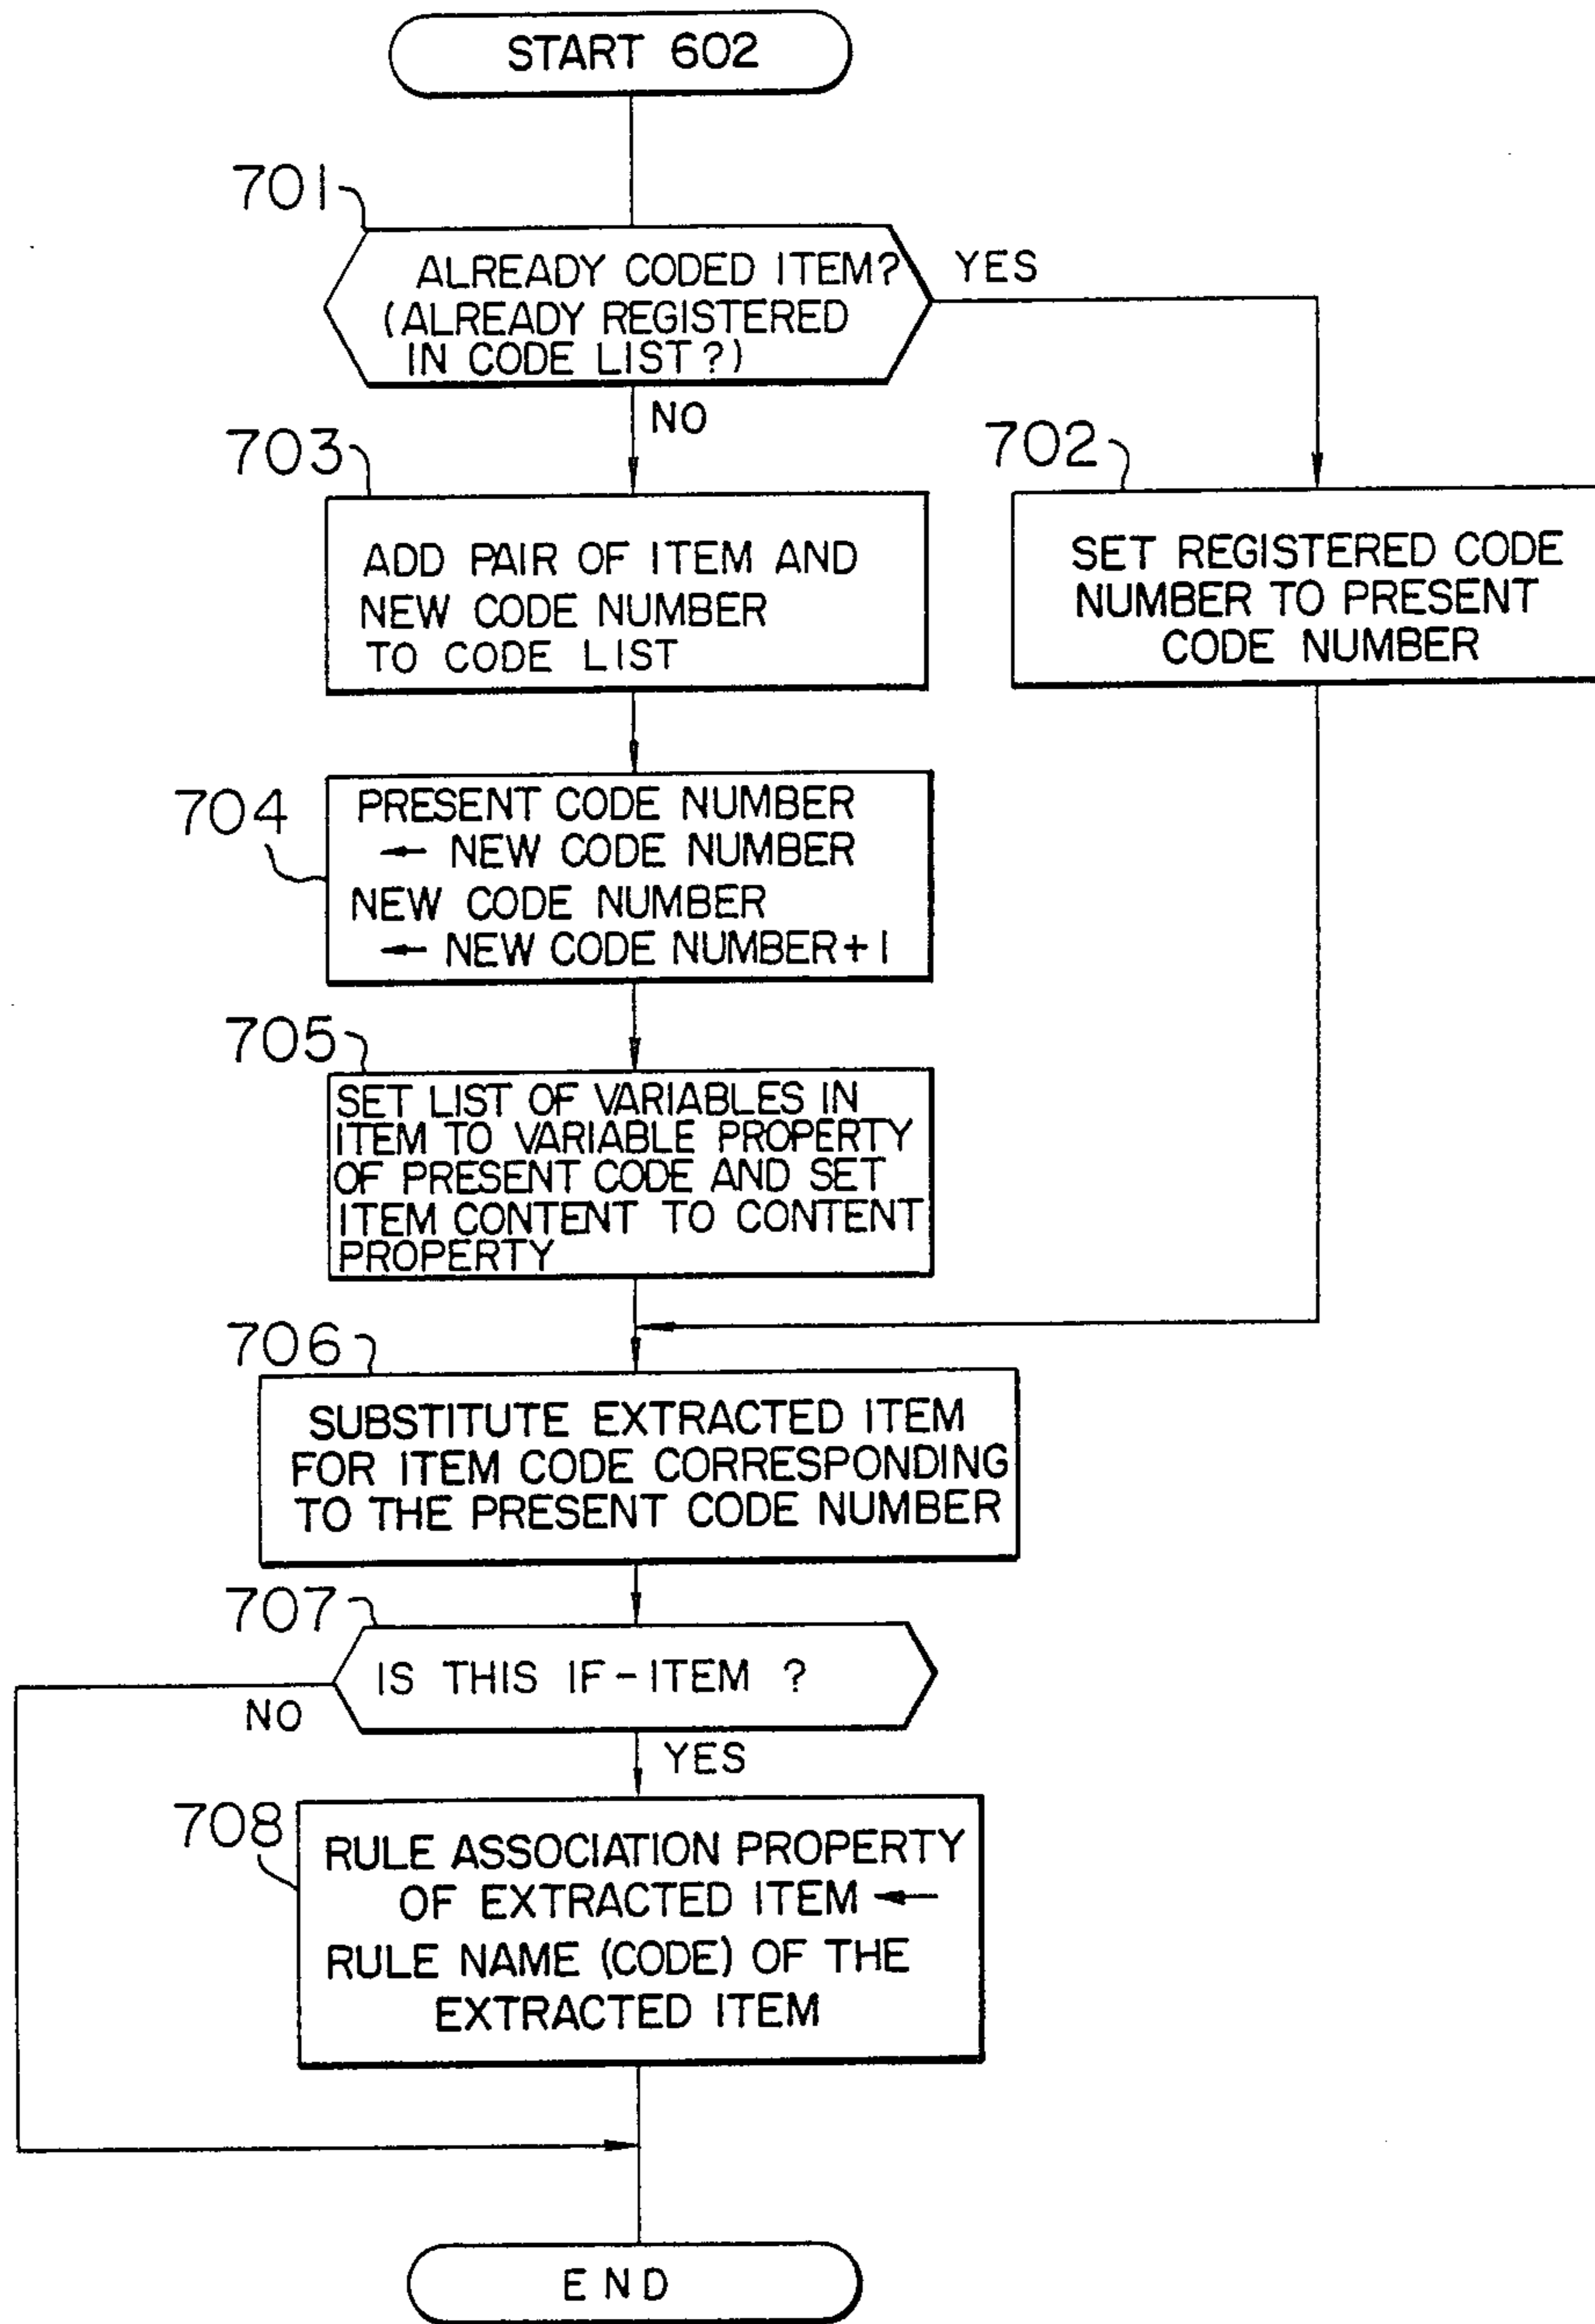 START 602
701
ALREADY CODED ITEM?
(ALREADY REGISTERED
IN CODE LIST?)
YES
NO
703
ADD PAIR OF ITEM AND
NEW CODE NUMBER
TO CODE LIST
702
SET REGISTERED CODE
NUMBER TO PRESENT
CODE NUMBER
704
PRESENT CODE NUMBER
← NEW CODE NUMBER
NEW CODE NUMBER
← NEW CODE NUMBER+1
705
SET LIST OF VARIABLES IN
ITEM TO VARIABLE PROPERTY
OF PRESENT CODE AND SET
ITEM CONTENT TO CONTENT
PROPERTY
706
SUBSTITUTE EXTRACTED ITEM
FOR ITEM CODE CORRESPONDING
TO THE PRESENT CODE NUMBER
707
IS THIS IF-ITEM ?
NO
YES
708
RULE ASSOCIATION PROPERTY
OF EXTRACTED ITEM ←
RULE NAME (CODE) OF THE
EXTRACTED ITEM
END